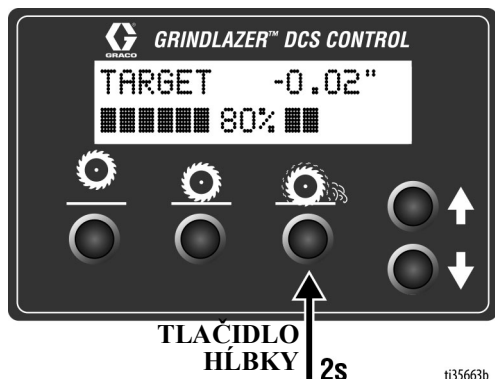 GRACO
GRINDLAZER™ DCS CONTROL
TARGET -0.02"
80%
TLAČIDLO
HĹBKY
2s
ti35663b